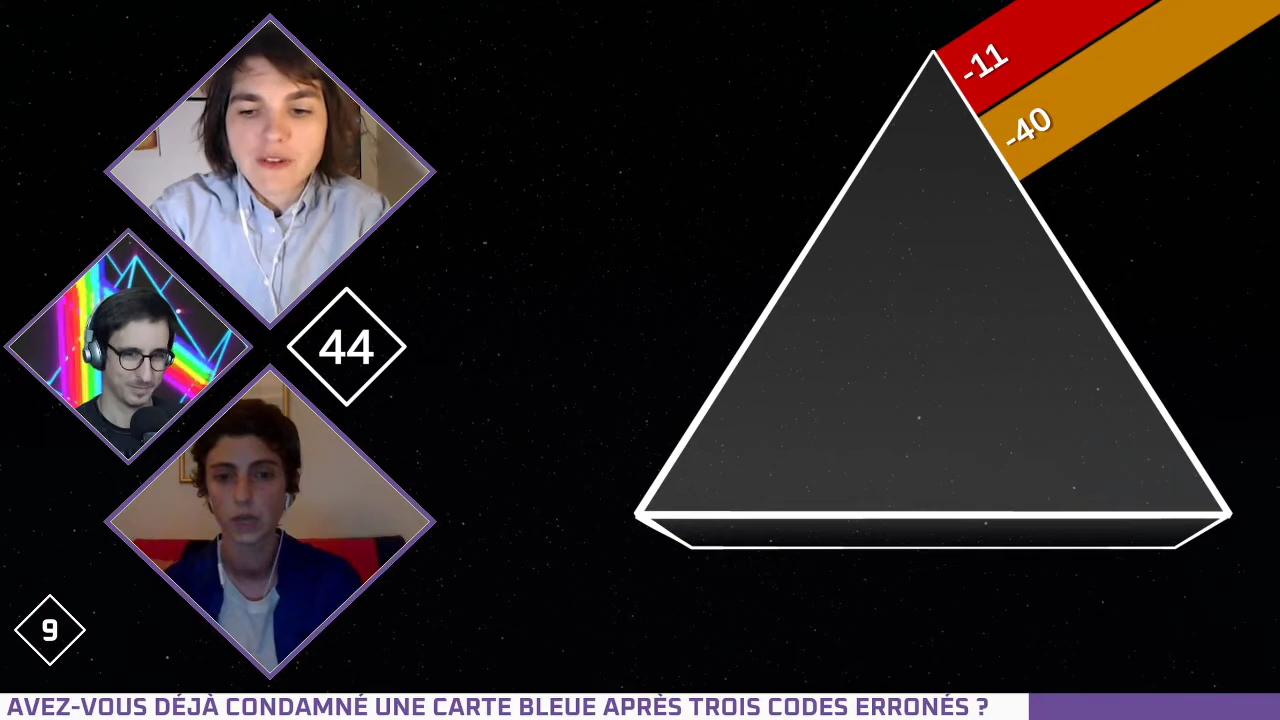 -11
-40
44
9
AVEZ-VOUS DÉJÀ CONDAMNÉ UNE CARTE BLEUE APRÈS TROIS CODES ERRONÉS ?